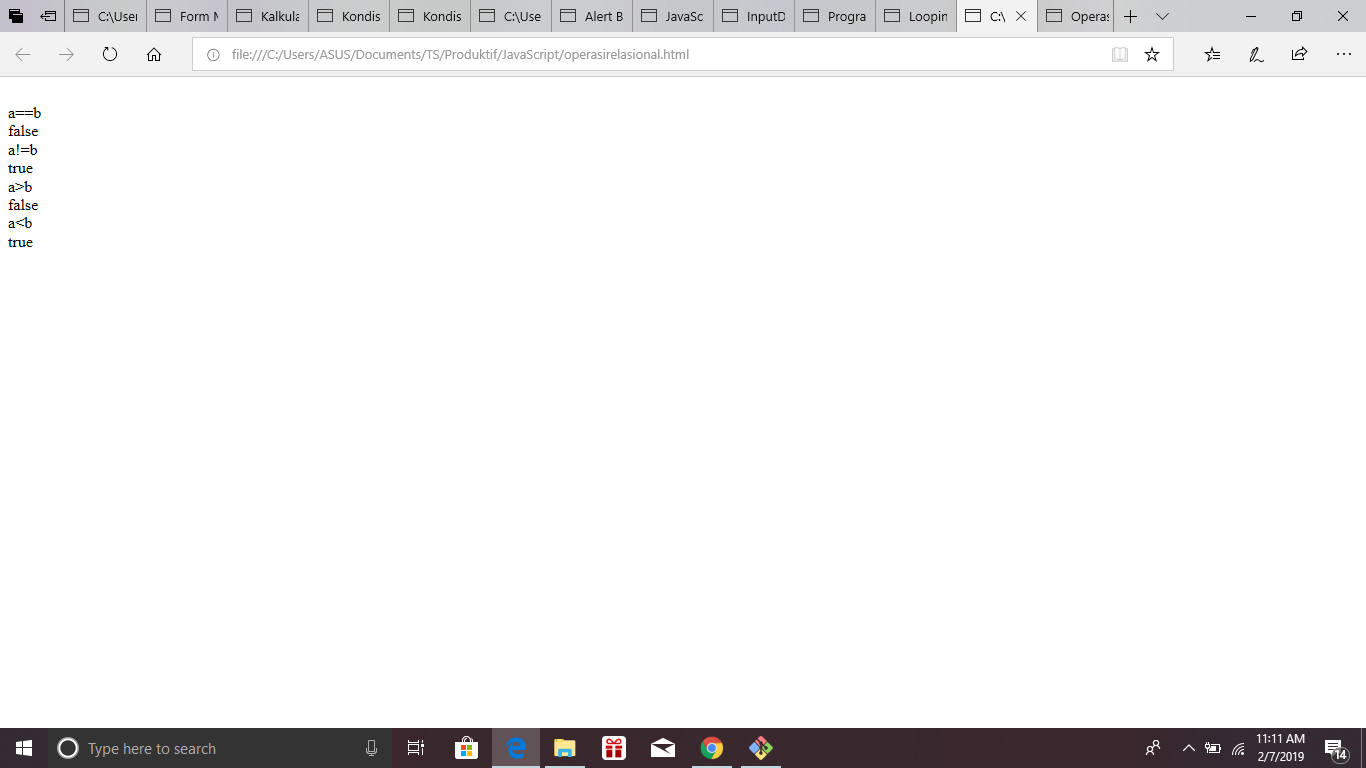 C:\User
Form M
Kalkula
Kondis
Kondis
C:\Use
Alert B
JavaSc
InputD
Progra
Loopin
C:\
Operas
file:///C:/Users/ASUS/Documents/TS/Produktif/JavaScript/operasirelasional.html
a==b
false
a!=b
true
a>b
false
a<b
true
Type here to search
11:11 AM
2/7/2019
14